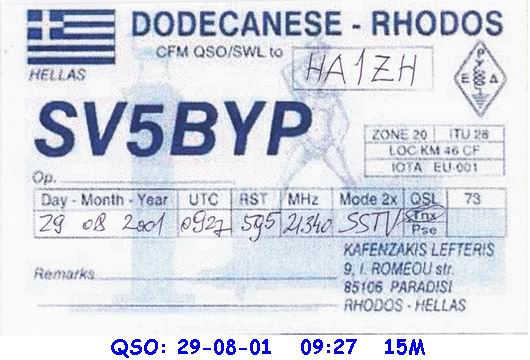 DODECANESE - RHODOS
CFM QSO/SWL to HA1ZH
HELLAS
E Δ
SV5BYP
ZONE 20 ITU 28
LOC KM 46 CF
IOTA EU-001
Op.
Day - Month - Year UTC RST MHz Mode 2x QSL 73
29 08 2001 0927 595 21.340 SSTV Tnx
Pse
KAFENZAKIS LEFTERIS
Remarks 9, I. ROMEOU str.
85106 PARADISI
RHODOS - HELLAS
QSO: 29-08-01 09:27 15M